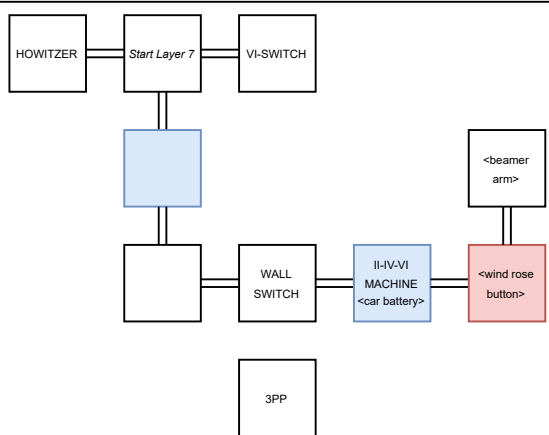 HOWITZER
Start Layer 7
VI-SWITCH
<beamer
arm>
WALL
SWITCH
II-IV-VI
MACHINE
<car battery>
<wind rose
button>
3PP